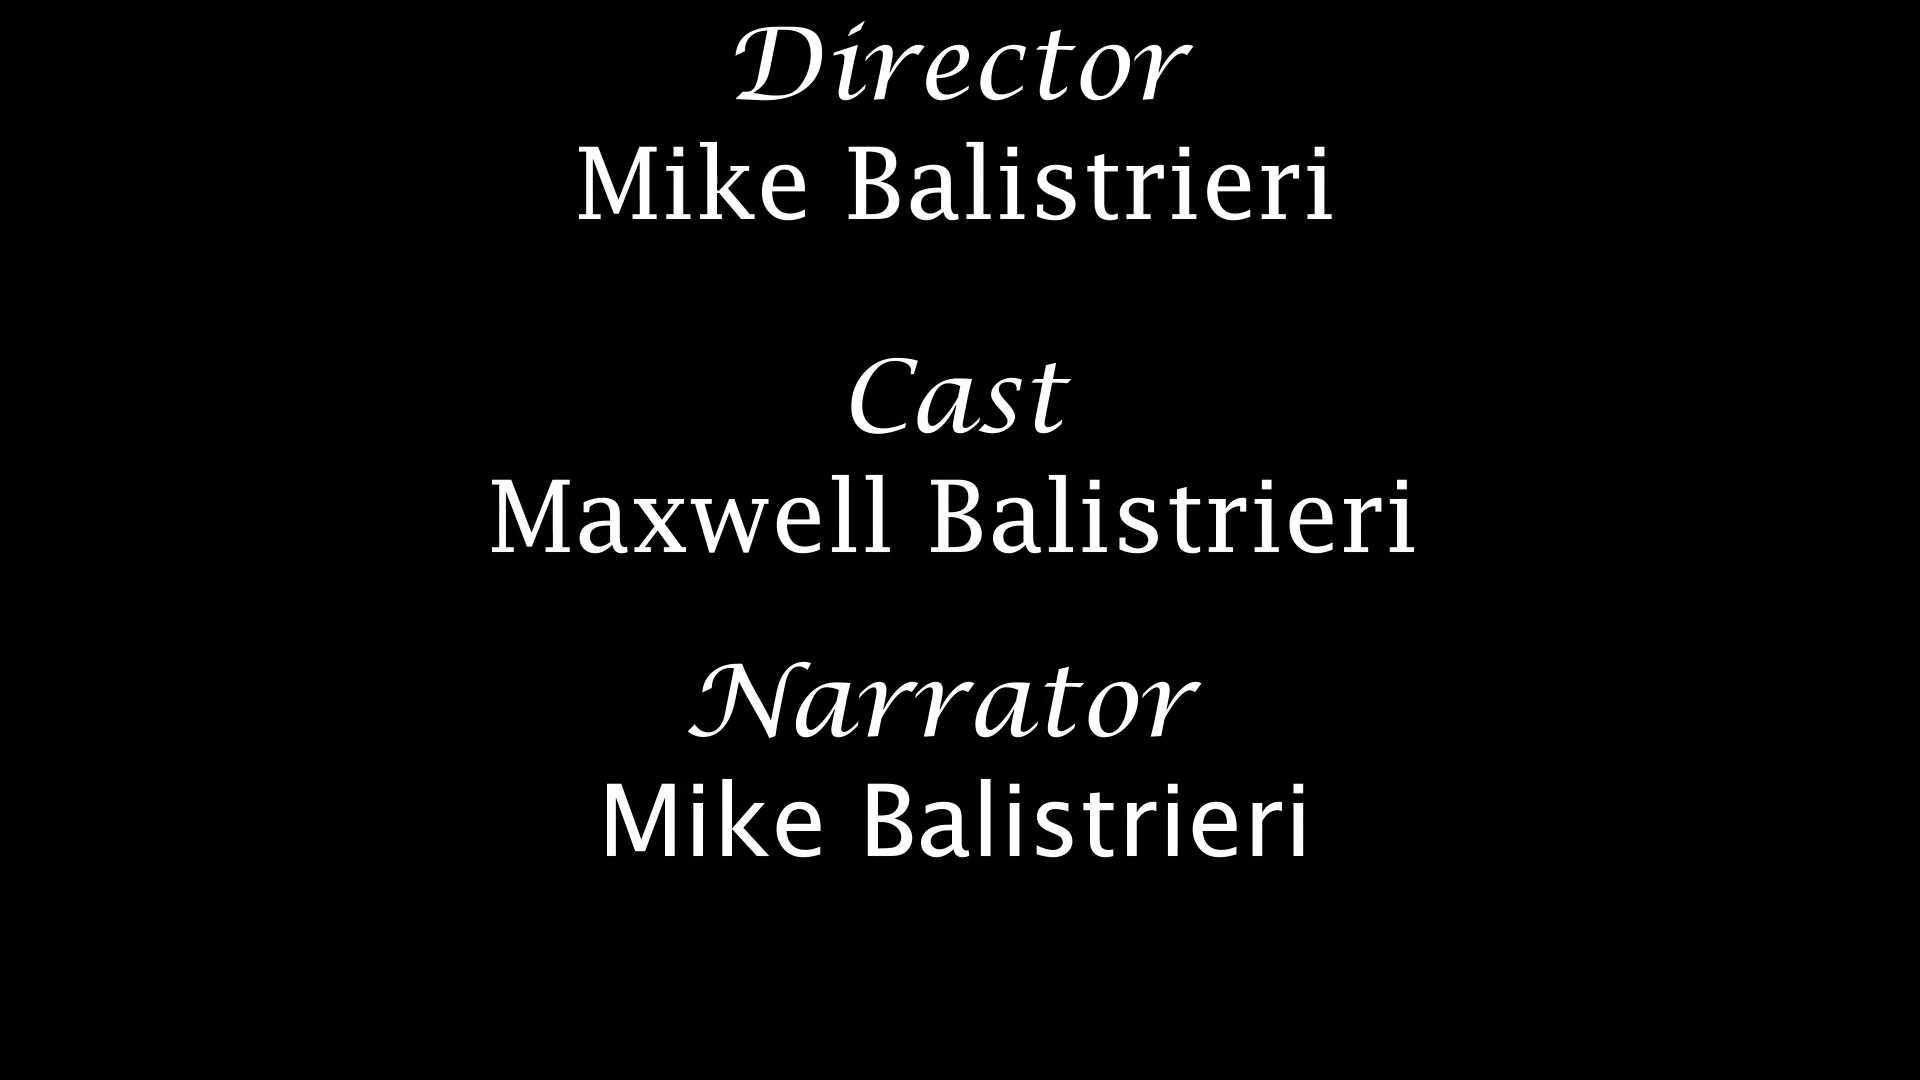 Director
Mike Balistrieri
Cast
Maxwell Balistrieri
Narrator
Mike Balistrieri